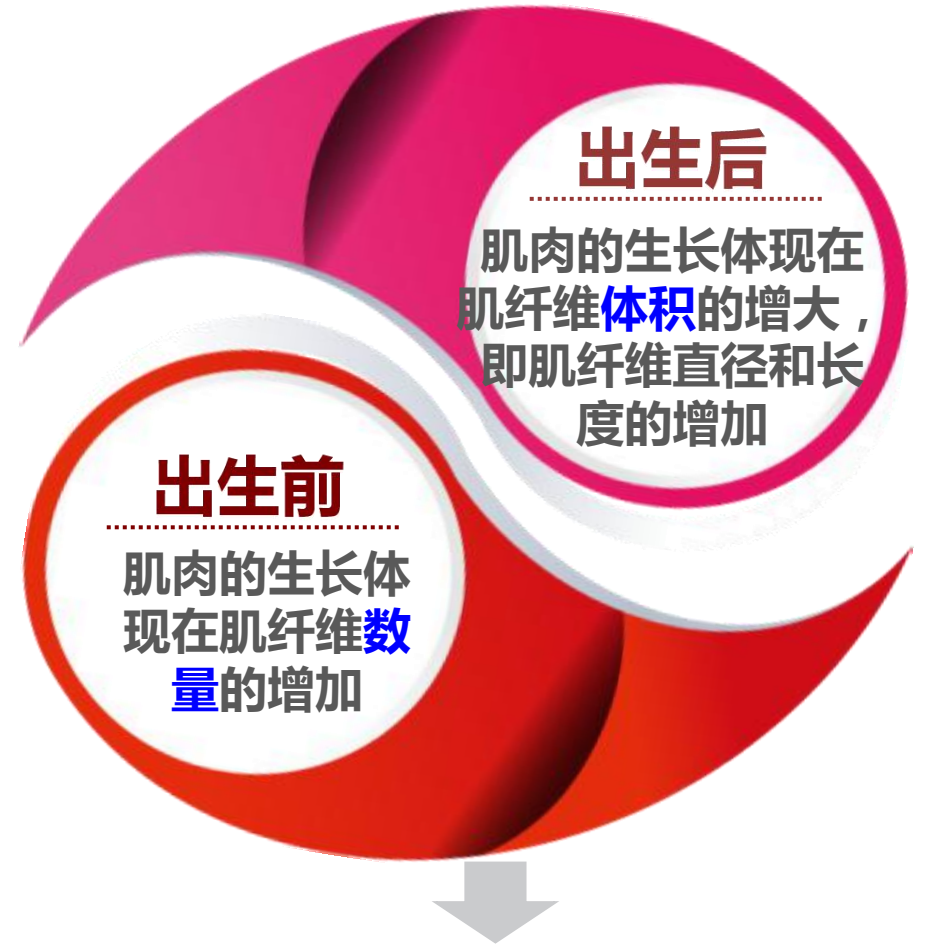 出生后
肌肉的生长体现在
肌纤维体积的增大，
即肌纤维直径和长
度的增加
出生前
肌肉的生长体
现在肌纤维数
量的增加